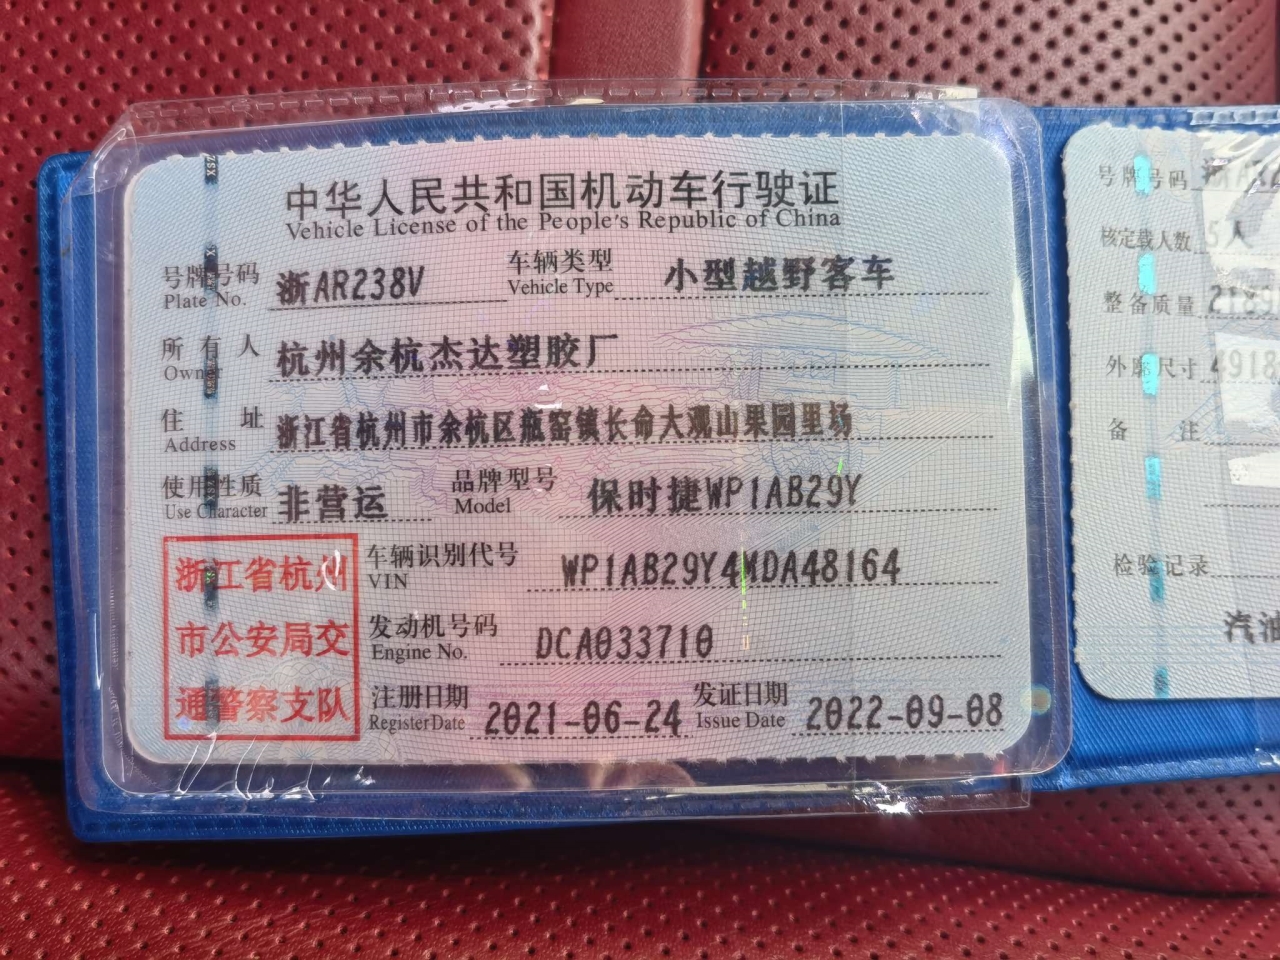 中华人民共和国机动车行驶证
Vehicle License of the People's Republic of China
号牌号码 浙AR238V 车辆类型 小型越野客车
Plate No. Vehicle Type
所有人 杭州余杭杰达塑胶厂
Owner
住址 浙江省杭州市余杭区瓶窑镇长命大观山果园里场
Address
使用性质 非营运 品牌型号 保时捷WP1AB29Y
Use Character Model
浙江省杭州
市公安局交
通警察支队
车辆识别代号 WP1AB29Y4MDA48164
VIN
发动机号码 DCA033710
Engine No.
注册日期 2021-06-24 发证日期 2022-09-08
Register Date Issue Date
号牌号码
核定载人数 5人
整备质量
外廓尺寸
备注
检验记录
汽油